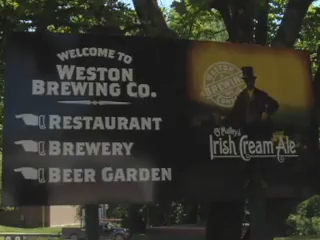 WELCOME TO
WESTON
BREWING CO.
RESTAURANT
BREWERY
BEER GARDEN
O'Malley's
Irish Cream Ale